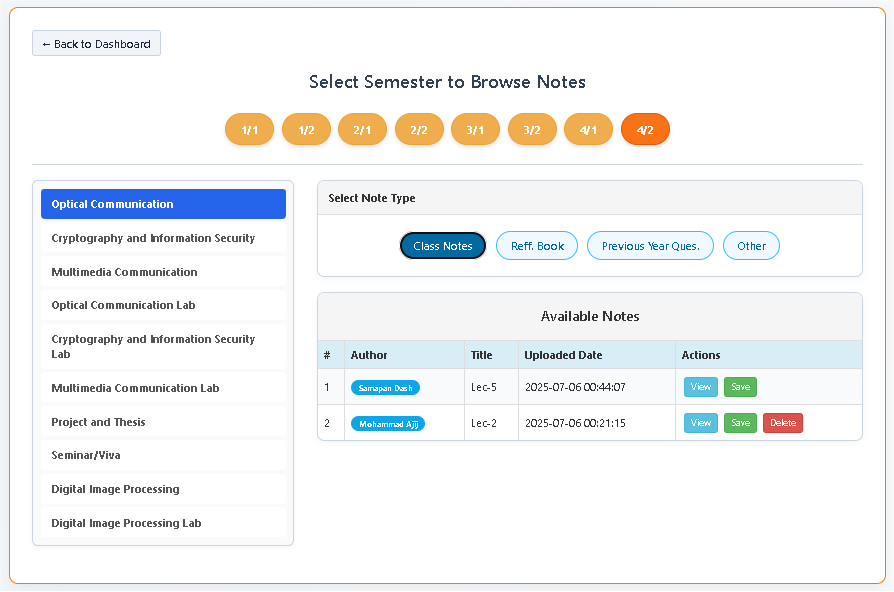 ← Back to Dashboard
Select Semester to Browse Notes
1/1 1/2 2/1 2/2 3/1 3/2 4/1 4/2
Optical Communication
Cryptography and Information Security
Multimedia Communication
Optical Communication Lab
Cryptography and Information Security
Lab
Multimedia Communication Lab
Project and Thesis
Seminar/Viva
Digital Image Processing
Digital Image Processing Lab
Select Note Type
Class Notes Reff. Book Previous Year Ques. Other
Available Notes
# Author Title Uploaded Date Actions
1 Samapan Dash Lec-5 2025-07-06 00:44:07 View Save
2 Mohammad Ajij Lec-2 2025-07-06 00:21:15 View Save Delete